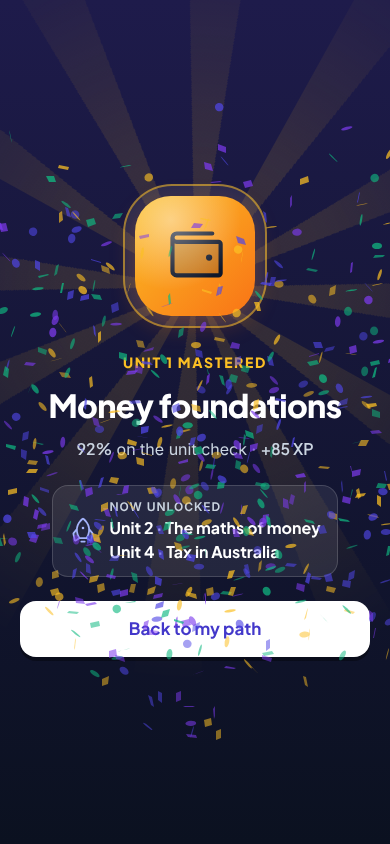 UNIT 1 MASTERED
Money foundations
92% on the unit check · +85 XP
NOW UNLOCKED
Unit 2 · The maths of money
Unit 4 · Tax in Australia
Back to my path